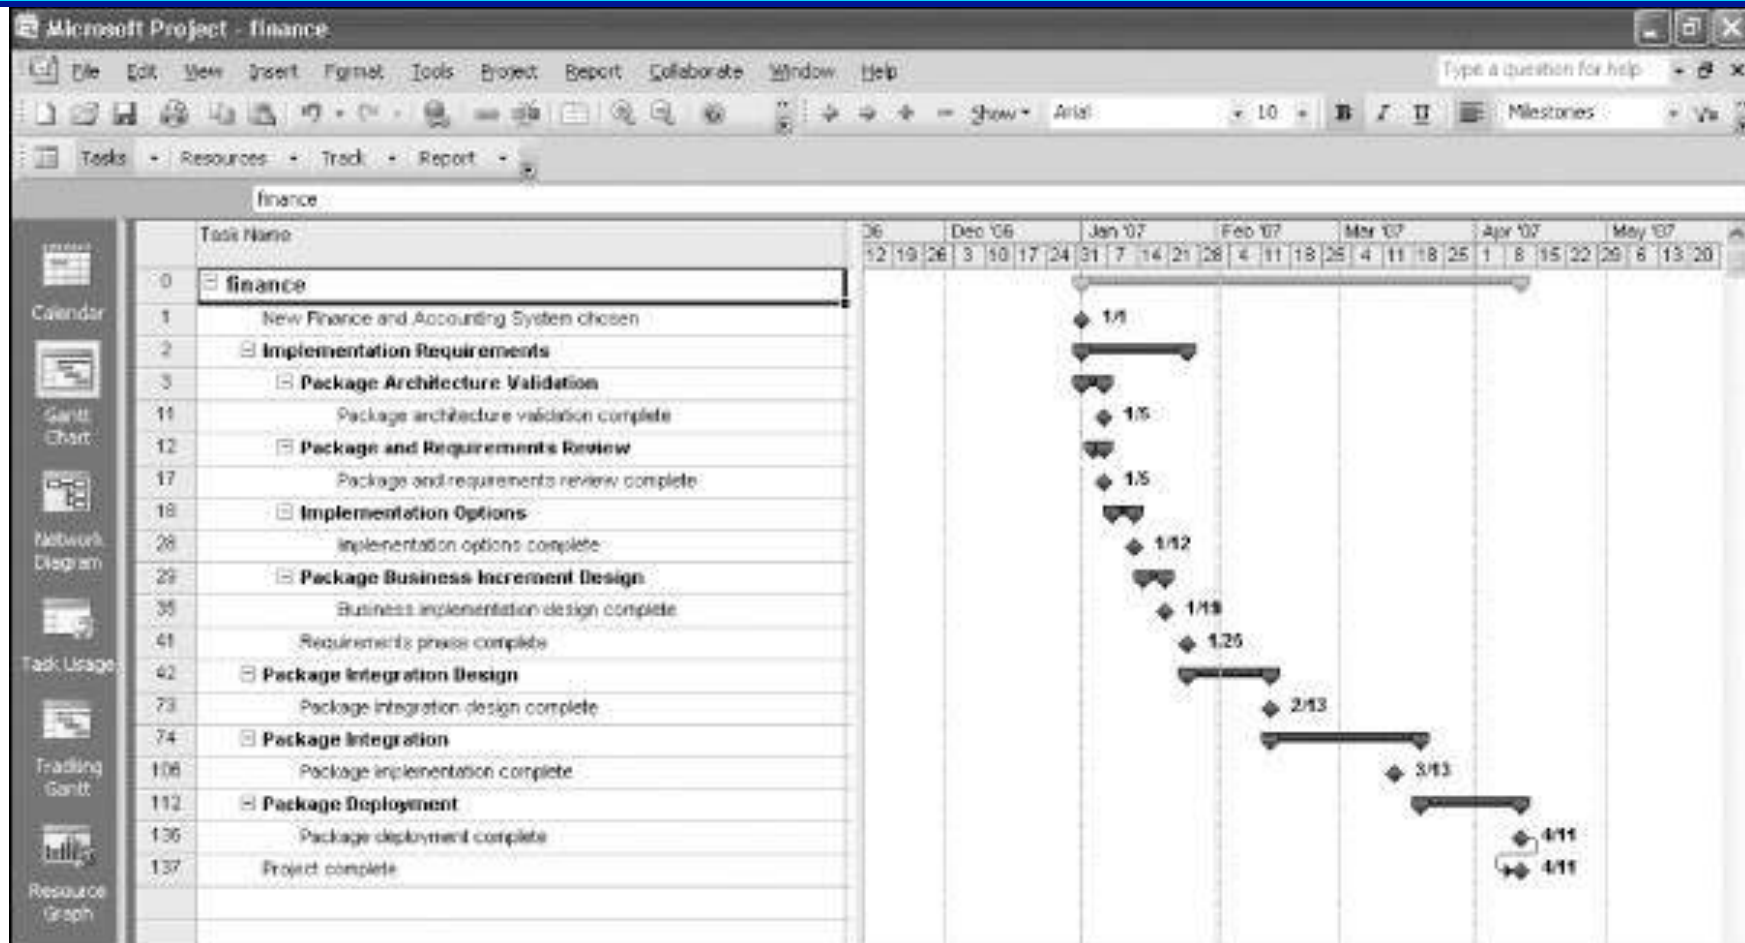 Microsoft Project - finance
File Edit View Insert Format Tools Project Report Collaborate Window Help Type a question for help
Show Arial 10 B I U Milestones
Tasks Resources Track Report
finance
Task Name
06 Dec '06 Jan '07 Feb '07 Mar '07 Apr '07 May '07
12 19 26 3 10 17 24 31 7 14 21 28 4 11 18 25 4 11 18 25 1 8 15 22 29 6 13 20
0 finance
1 New Finance and Accounting System chosen 1/1
2 Implementation Requirements
3 Package Architecture Validation
11 Package architecture validation complete 1/5
12 Package and Requirements Review
17 Package and requirements review complete 1/5
18 Implementation Options
28 Implementation options complete 1/12
29 Package Business Increment Design
Business implementation design complete 1/19
41 Requirements phase complete 1/25
42 Package Integration Design
73 Package integration design complete 2/13
74 Package Integration
106 Package implementation complete 3/13
112 Package Deployment
136 Package deployment complete 4/11
137 Project complete 4/11
Calendar
Gantt
Chart
Network
Diagram
Task Usage
Tracking
Gantt
Resource
Graph